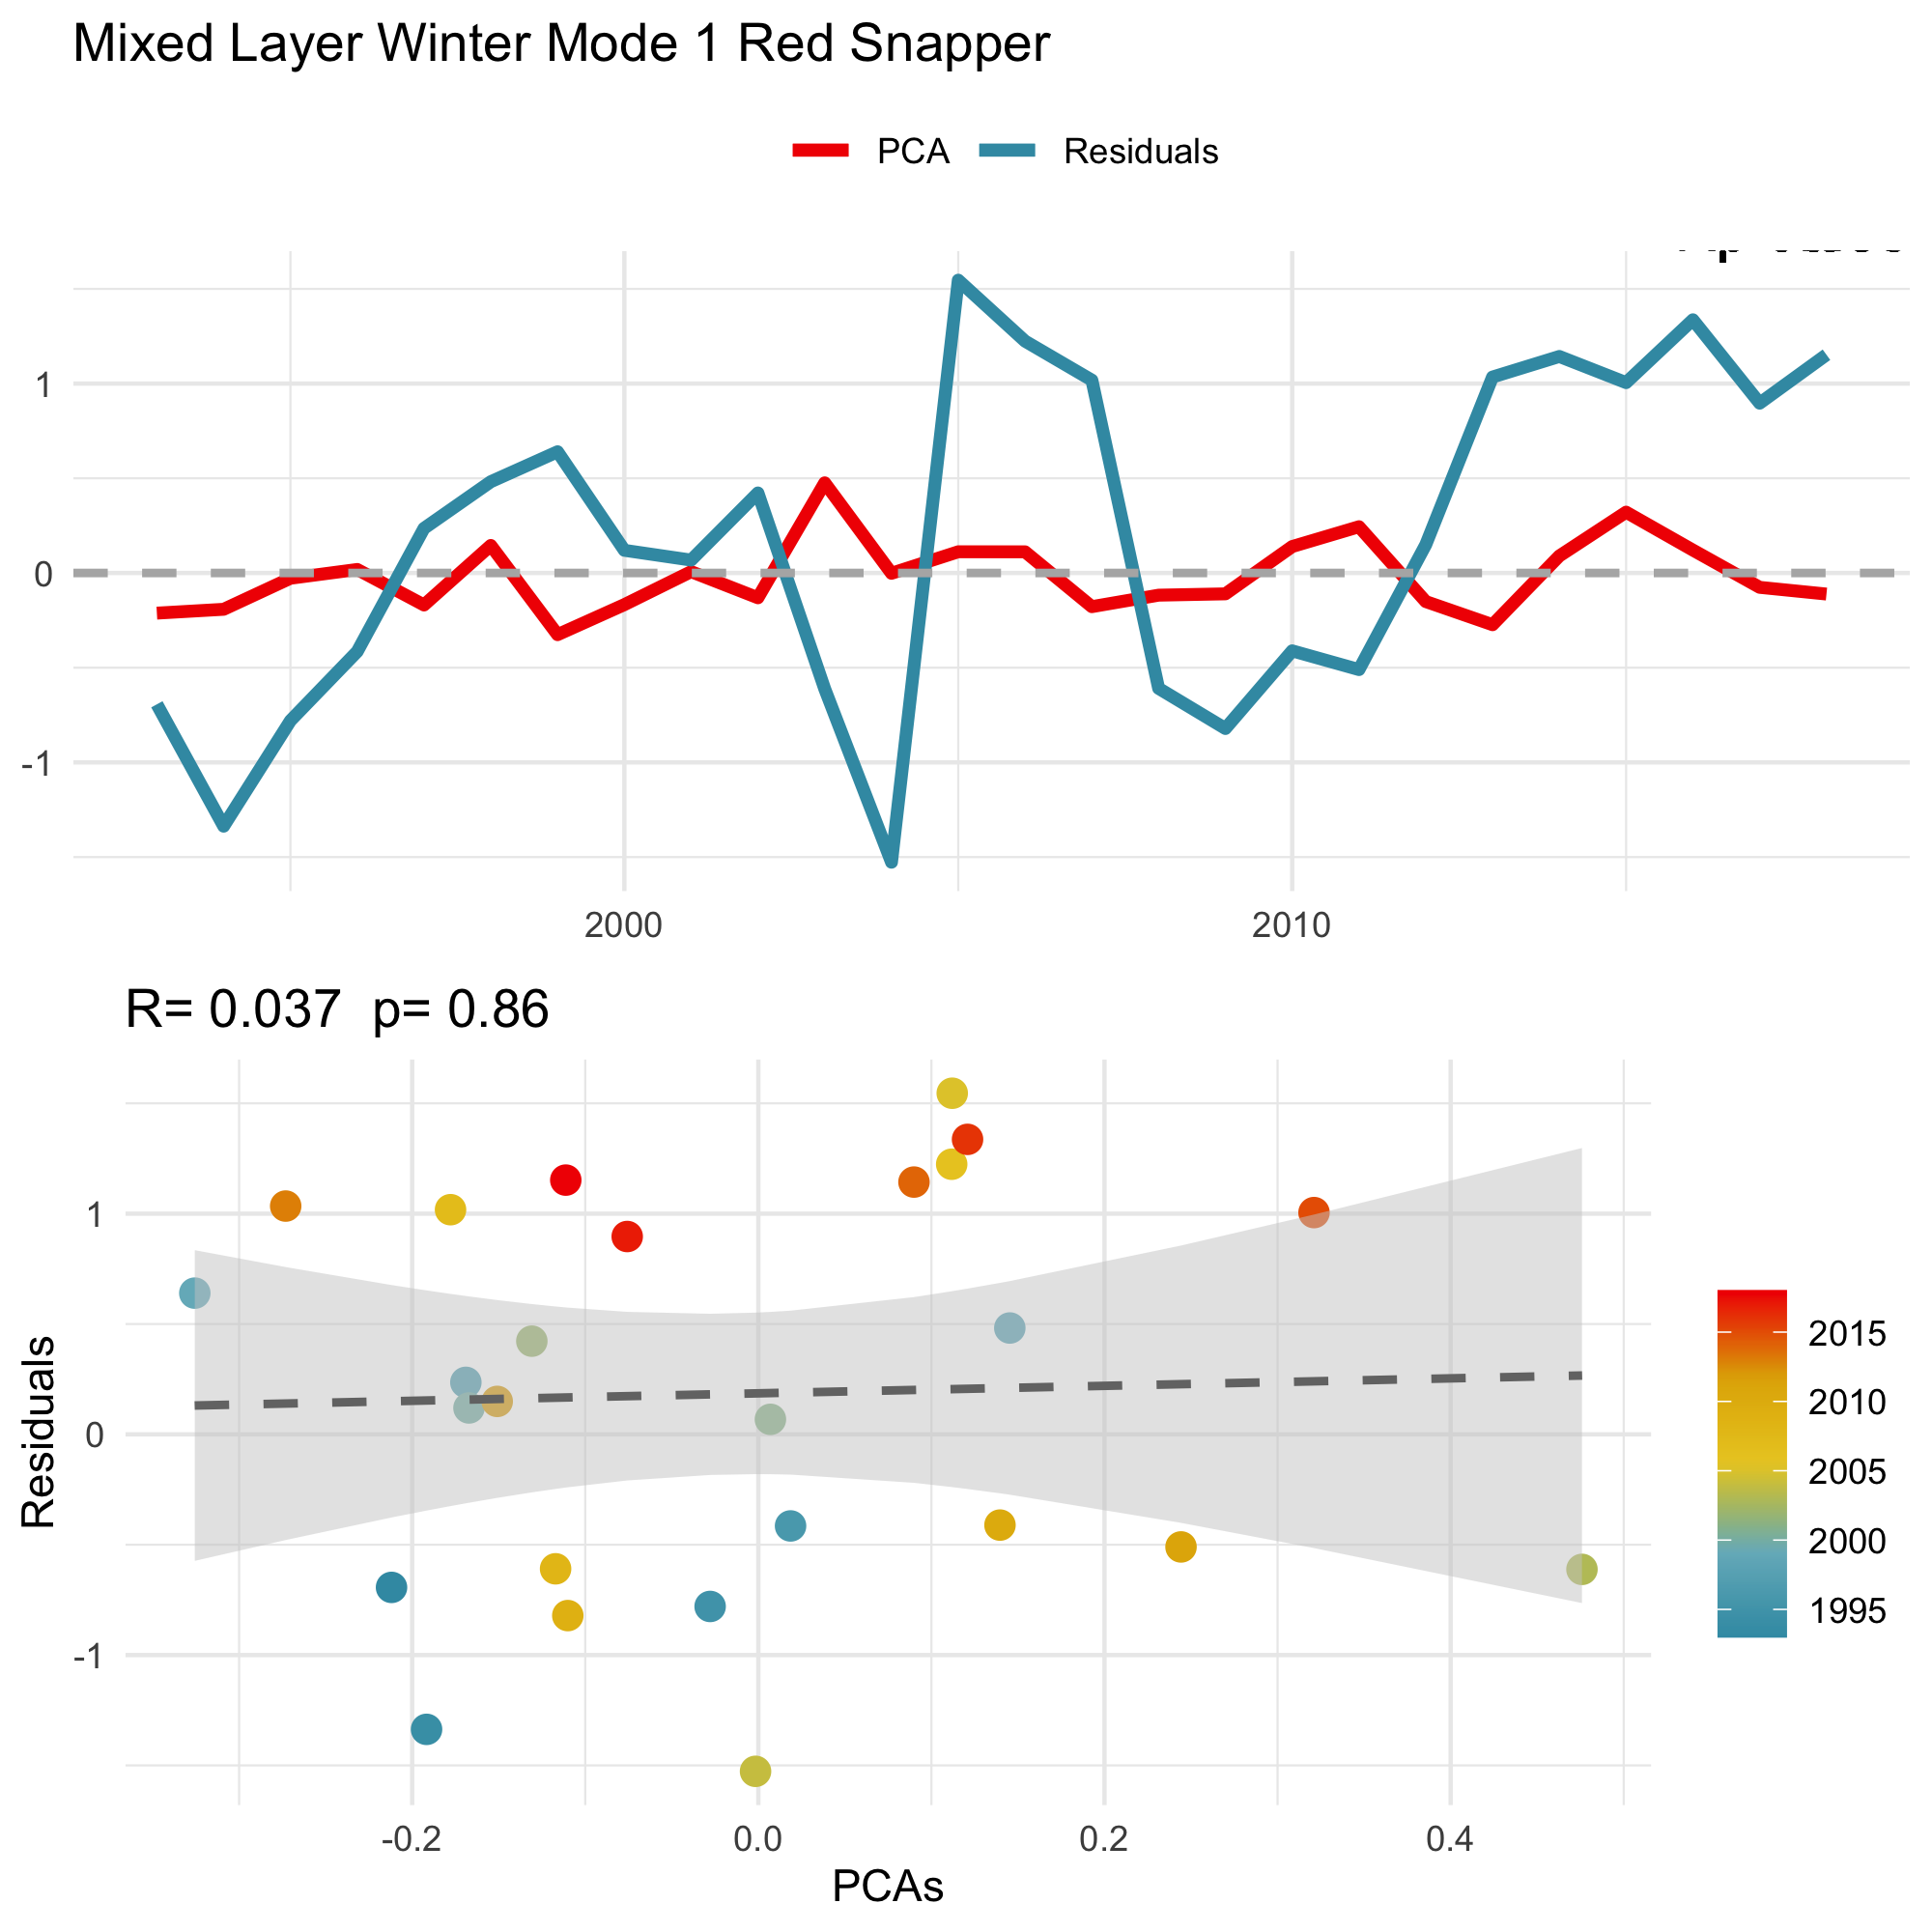 Mixed Layer Winter Mode 1 Red Snapper
PCA Residuals
1
0
-1
2000 2010
R= 0.037 p= 0.86
Residuals
1
0
-1
-0.2 0.0 0.2 0.4
PCAs
2015
2010
2005
2000
1995